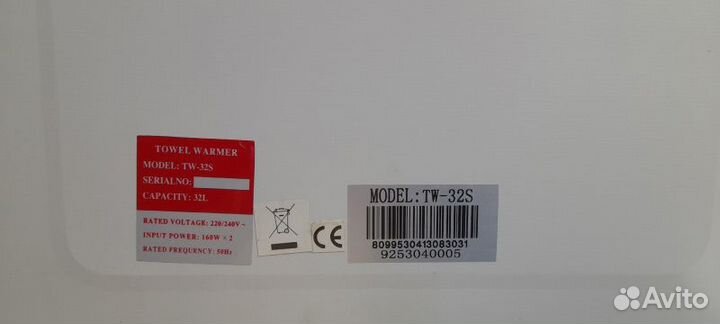 TOWEL WARMER
MODEL: TW-32S
SERIALNO:
CAPACITY: 32L
RATED VOLTAGE: 220/240V~
INPUT POWER: 160W × 2
RATED FREQUENCY: 50Hz
CE
MODEL:TW-32S
8099530413083031
9253040005
Avito